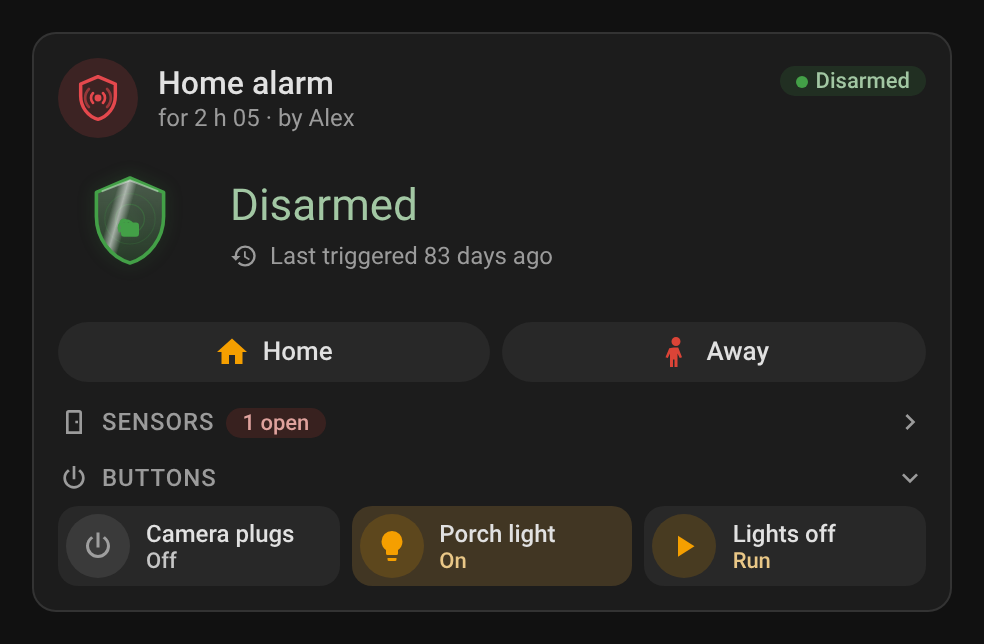 Home alarm
for 2 h 05 · by Alex
Disarmed
Disarmed
Last triggered 83 days ago
Home
Away
SENSORS
1 open
BUTTONS
Camera plugs
Off
Porch light
On
Lights off
Run